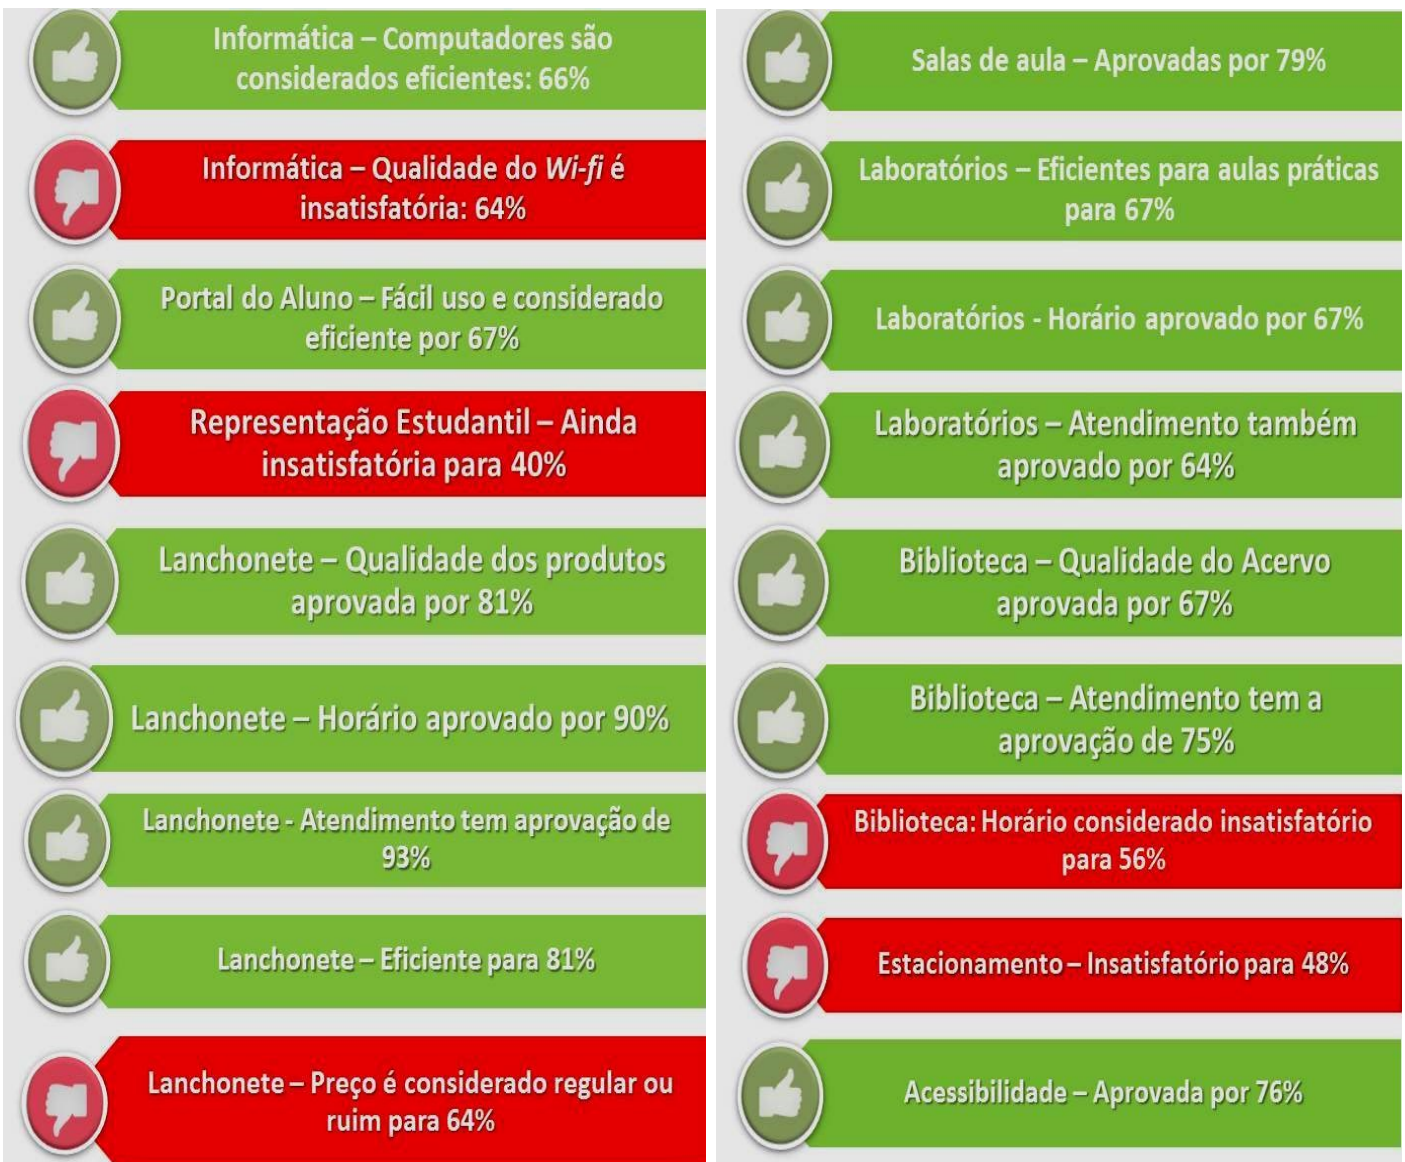 Informática – Computadores são
considerados eficientes: 66%
Informática – Qualidade do Wi-fi é
insatisfatória: 64%
Portal do Aluno – Fácil uso e considerado
eficiente por 67%
Representação Estudantil – Ainda
insatisfatória para 40%
Lanchonete – Qualidade dos produtos
aprovada por 81%
Lanchonete – Horário aprovado por 90%
Lanchonete - Atendimento tem aprovação de
93%
Lanchonete – Eficiente para 81%
Lanchonete – Preço é considerado regular ou
ruim para 64%
Salas de aula – Aprovadas por 79%
Laboratórios – Eficientes para aulas práticas
para 67%
Laboratórios - Horário aprovado por 67%
Laboratórios – Atendimento também
aprovado por 64%
Biblioteca – Qualidade do Acervo
aprovada por 67%
Biblioteca – Atendimento tem a
aprovação de 75%
Biblioteca: Horário considerado insatisfatório
para 56%
Estacionamento – Insatisfatório para 48%
Acessibilidade – Aprovada por 76%